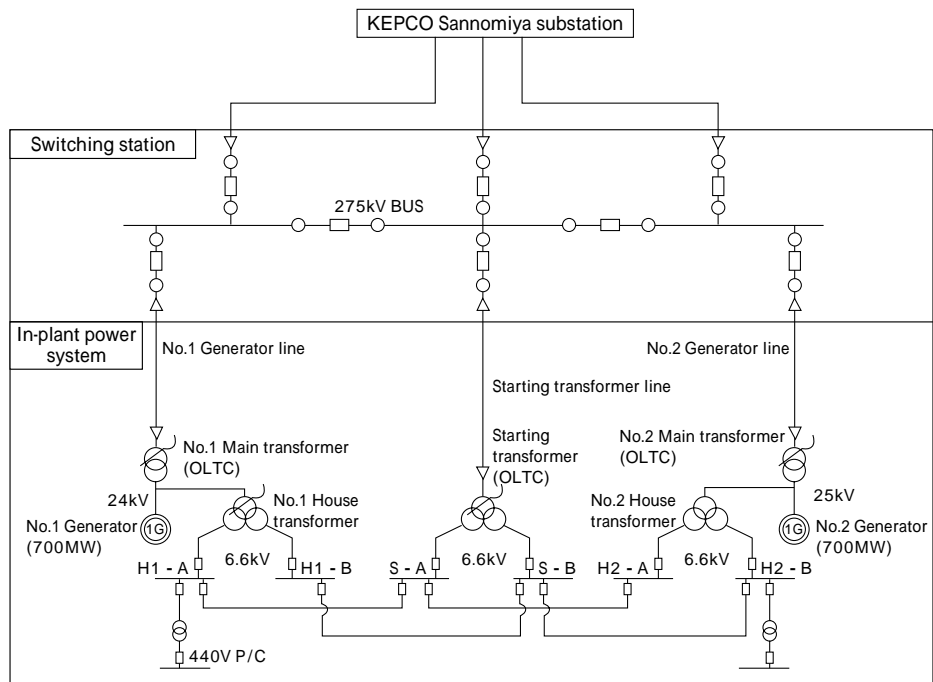 KEPCO Sannomiya substation
Switching station
275kV BUS
In-plant power
system
No.1 Generator line
No.2 Generator line
Starting transformer line
No.1 Main transformer
(OLTC)
Starting
transformer
(OLTC)
No.2 Main transformer
(OLTC)
24kV
No.1 House
transformer
No.2 House
transformer
25kV
No.1 Generator
(700MW)
1G
1G
No.2 Generator
(700MW)
6.6kV
6.6kV
6.6kV
H1 - A
H1 - B
S - A
S - B
H2 - A
H2 - B
440V P/C